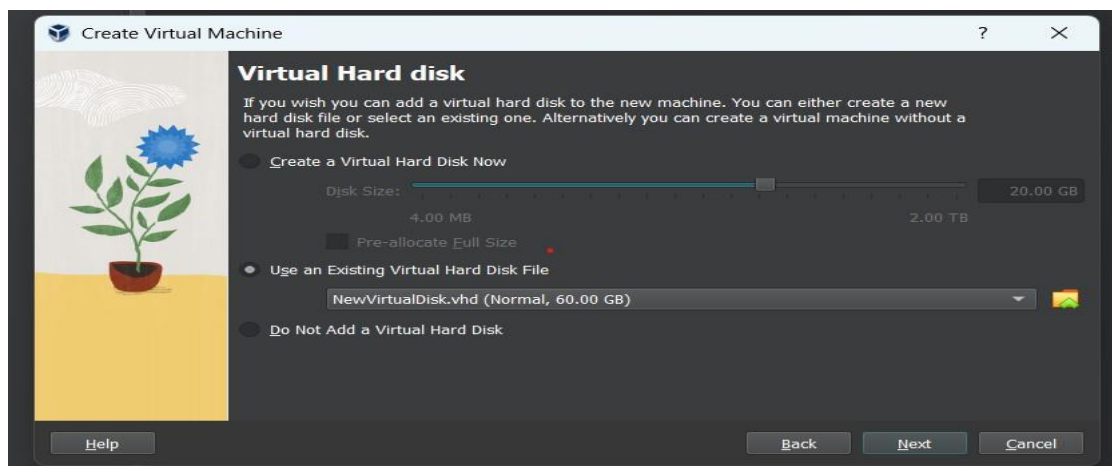 Create Virtual Machine ? ×
Virtual Hard disk
If you wish you can add a virtual hard disk to the new machine. You can either create a new
hard disk file or select an existing one. Alternatively you can create a virtual machine without a
virtual hard disk.
Create a Virtual Hard Disk Now
Disk Size: 20.00 GB
4.00 MB 2.00 TB
Pre-allocate Full Size
Use an Existing Virtual Hard Disk File
NewVirtualDisk.vhd (Normal, 60.00 GB)
Do Not Add a Virtual Hard Disk
Help Back Next Cancel